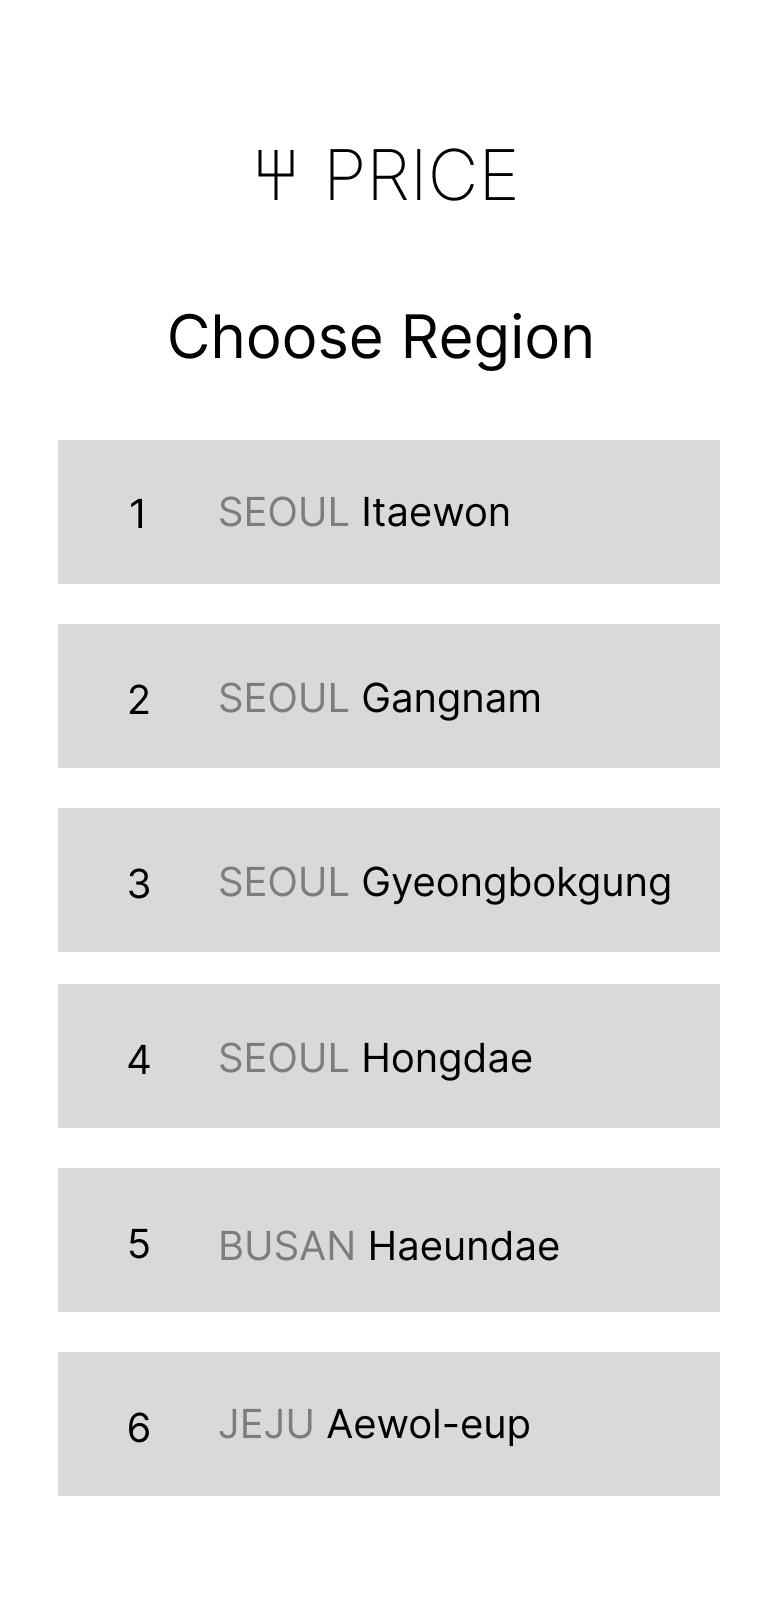 PRICE
Choose Region
1 SEOUL Itaewon
2 SEOUL Gangnam
3 SEOUL Gyeongbokgung
4 SEOUL Hongdae
5 BUSAN Haeundae
6 JEJU Aewol-eup